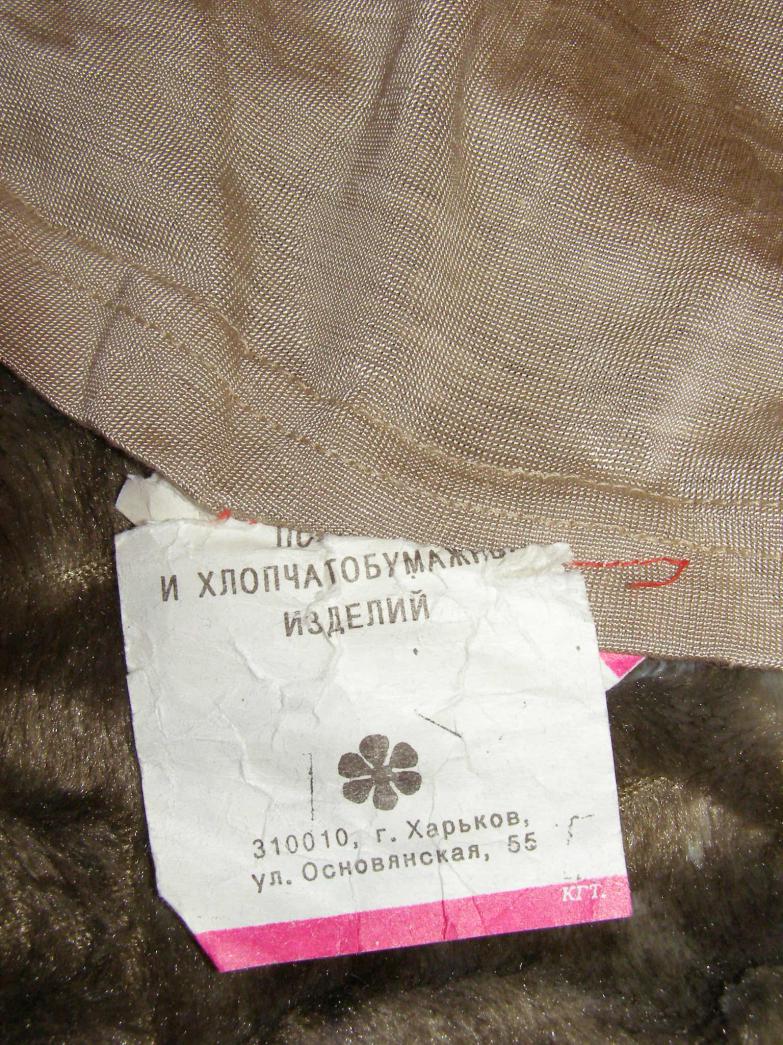 И ХЛОПЧАТОБУМАЖНЫ
ИЗДЕЛИЙ
310010, г. Харьков,
ул. Основянская, 55
КГТ.